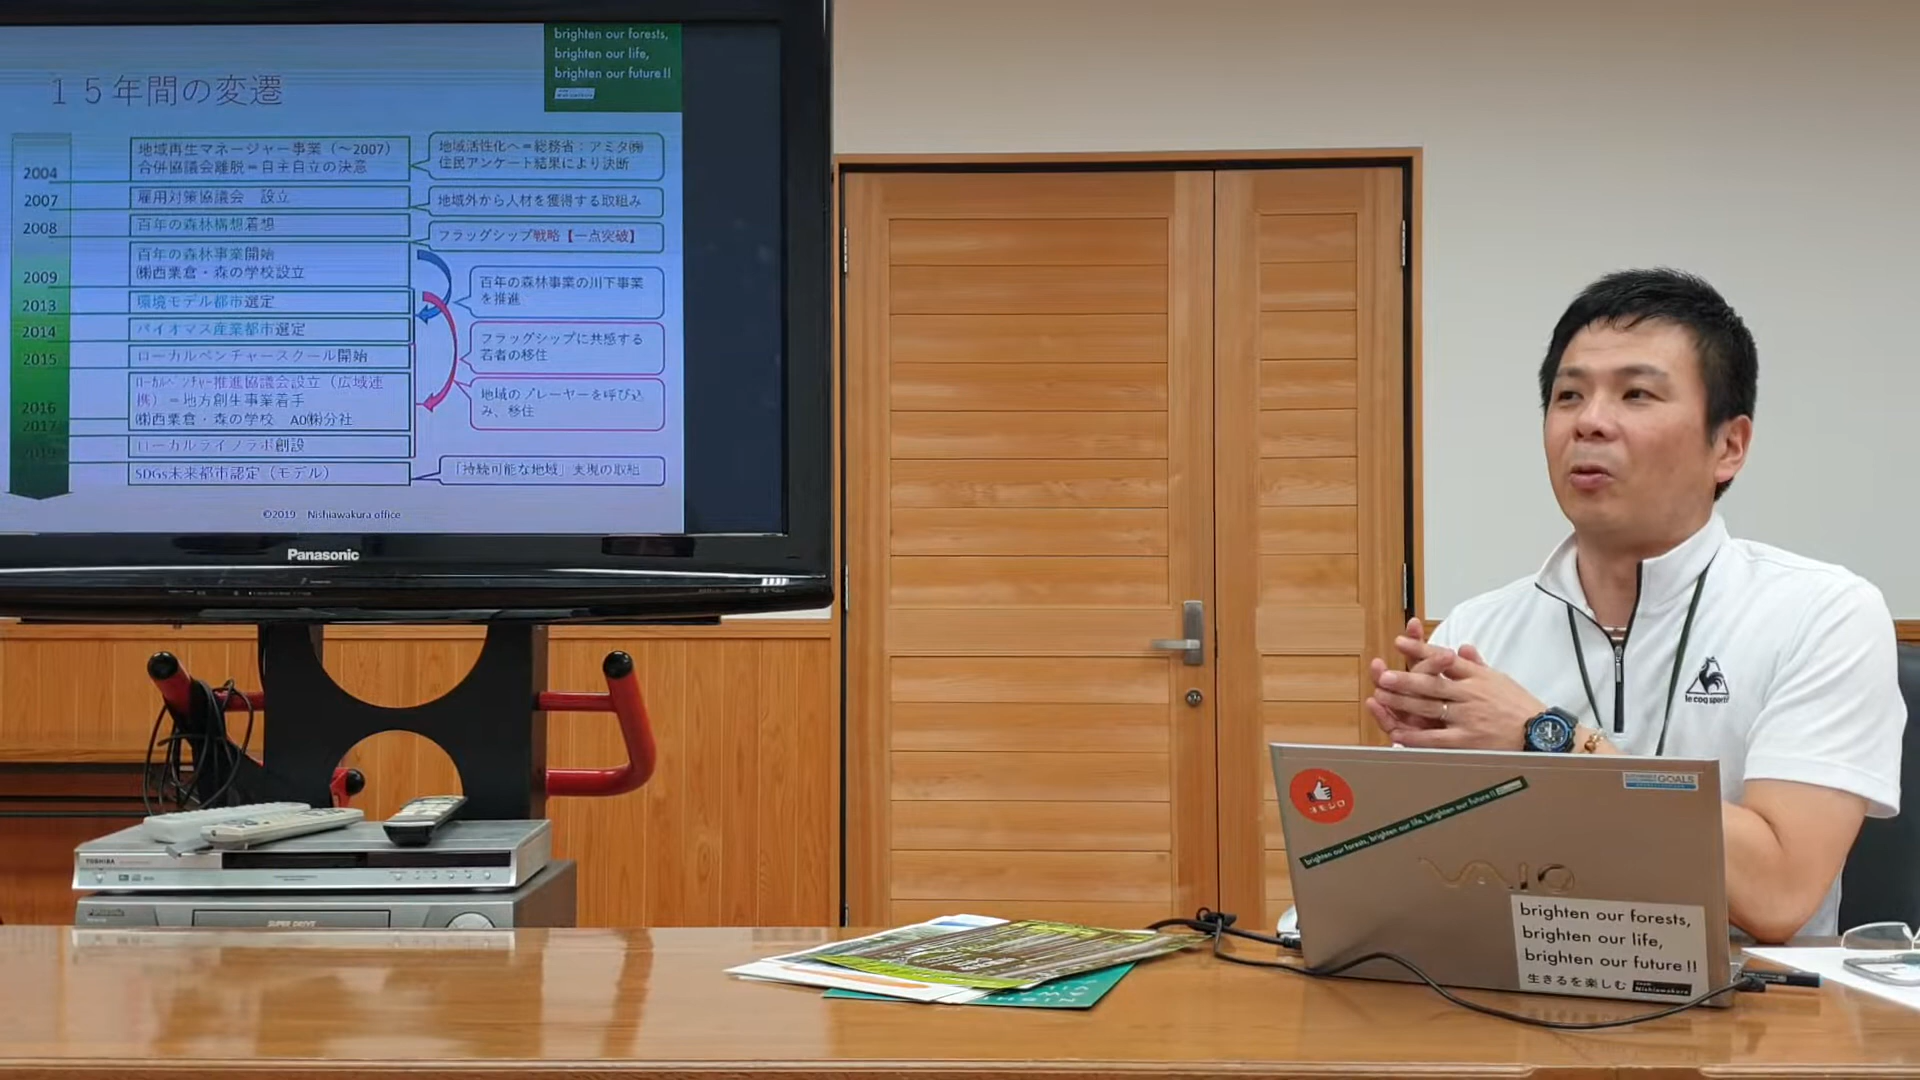 brighten our forests,
brighten our life,
brighten our future!!
15年間の変遷
2004
地域再生マネージャー事業（～2007）
合併協議会離脱＝自主自立の決意
地域活性化へ＝総務省：アミタ㈱
住民アンケート結果により決断
2007
雇用対策協議会　設立
地域外から人材を獲得する取組み
2008
百年の森林構想着想
フラッグシップ戦略【一点突破】
2009
百年の森林事業開始
㈱西粟倉・森の学校設立
百年の森林事業の川下事業
を推進
2013
環境モデル都市選定
2014
バイオマス産業都市選定
フラッグシップに共感する
若者の移住
2015
ローカルベンチャースクール開始
2016
2017
ローカルベンチャー推進協議会設立（広域連
携）＝地方創生事業着手
㈱西粟倉・森の学校　A0㈱分社
地域のプレーヤーを呼び込
み、移住
2019
ローカルライフラボ創設
SDGs未来都市認定（モデル）
「持続可能な地域」実現の取組
©2019　Nishiawakura office
Panasonic
TOSHIBA
Panasonic
SUPER DRIVE
le coq sportif
GOALS
brighten our forests, brighten our life, brighten our future!!
VAIO
brighten our forests,
brighten our life,
brighten our future!!
生きるを楽しむ
Nishiawakura